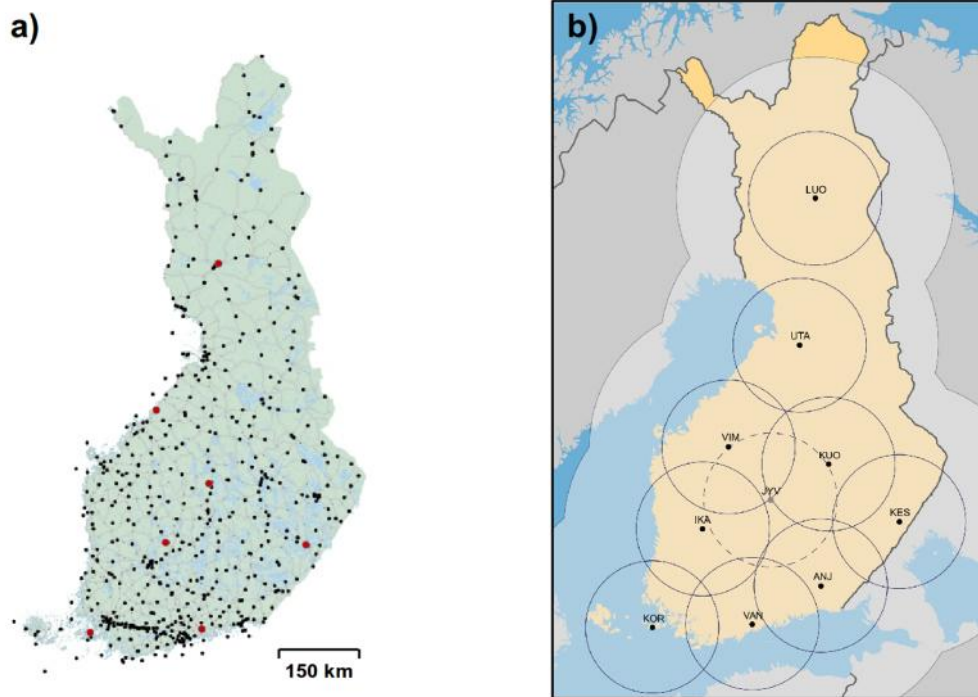 a)
150 km
b)
LUO
UTA
VIM
KUO
JYV
IKA
KES
ANJ
KOR
VAN